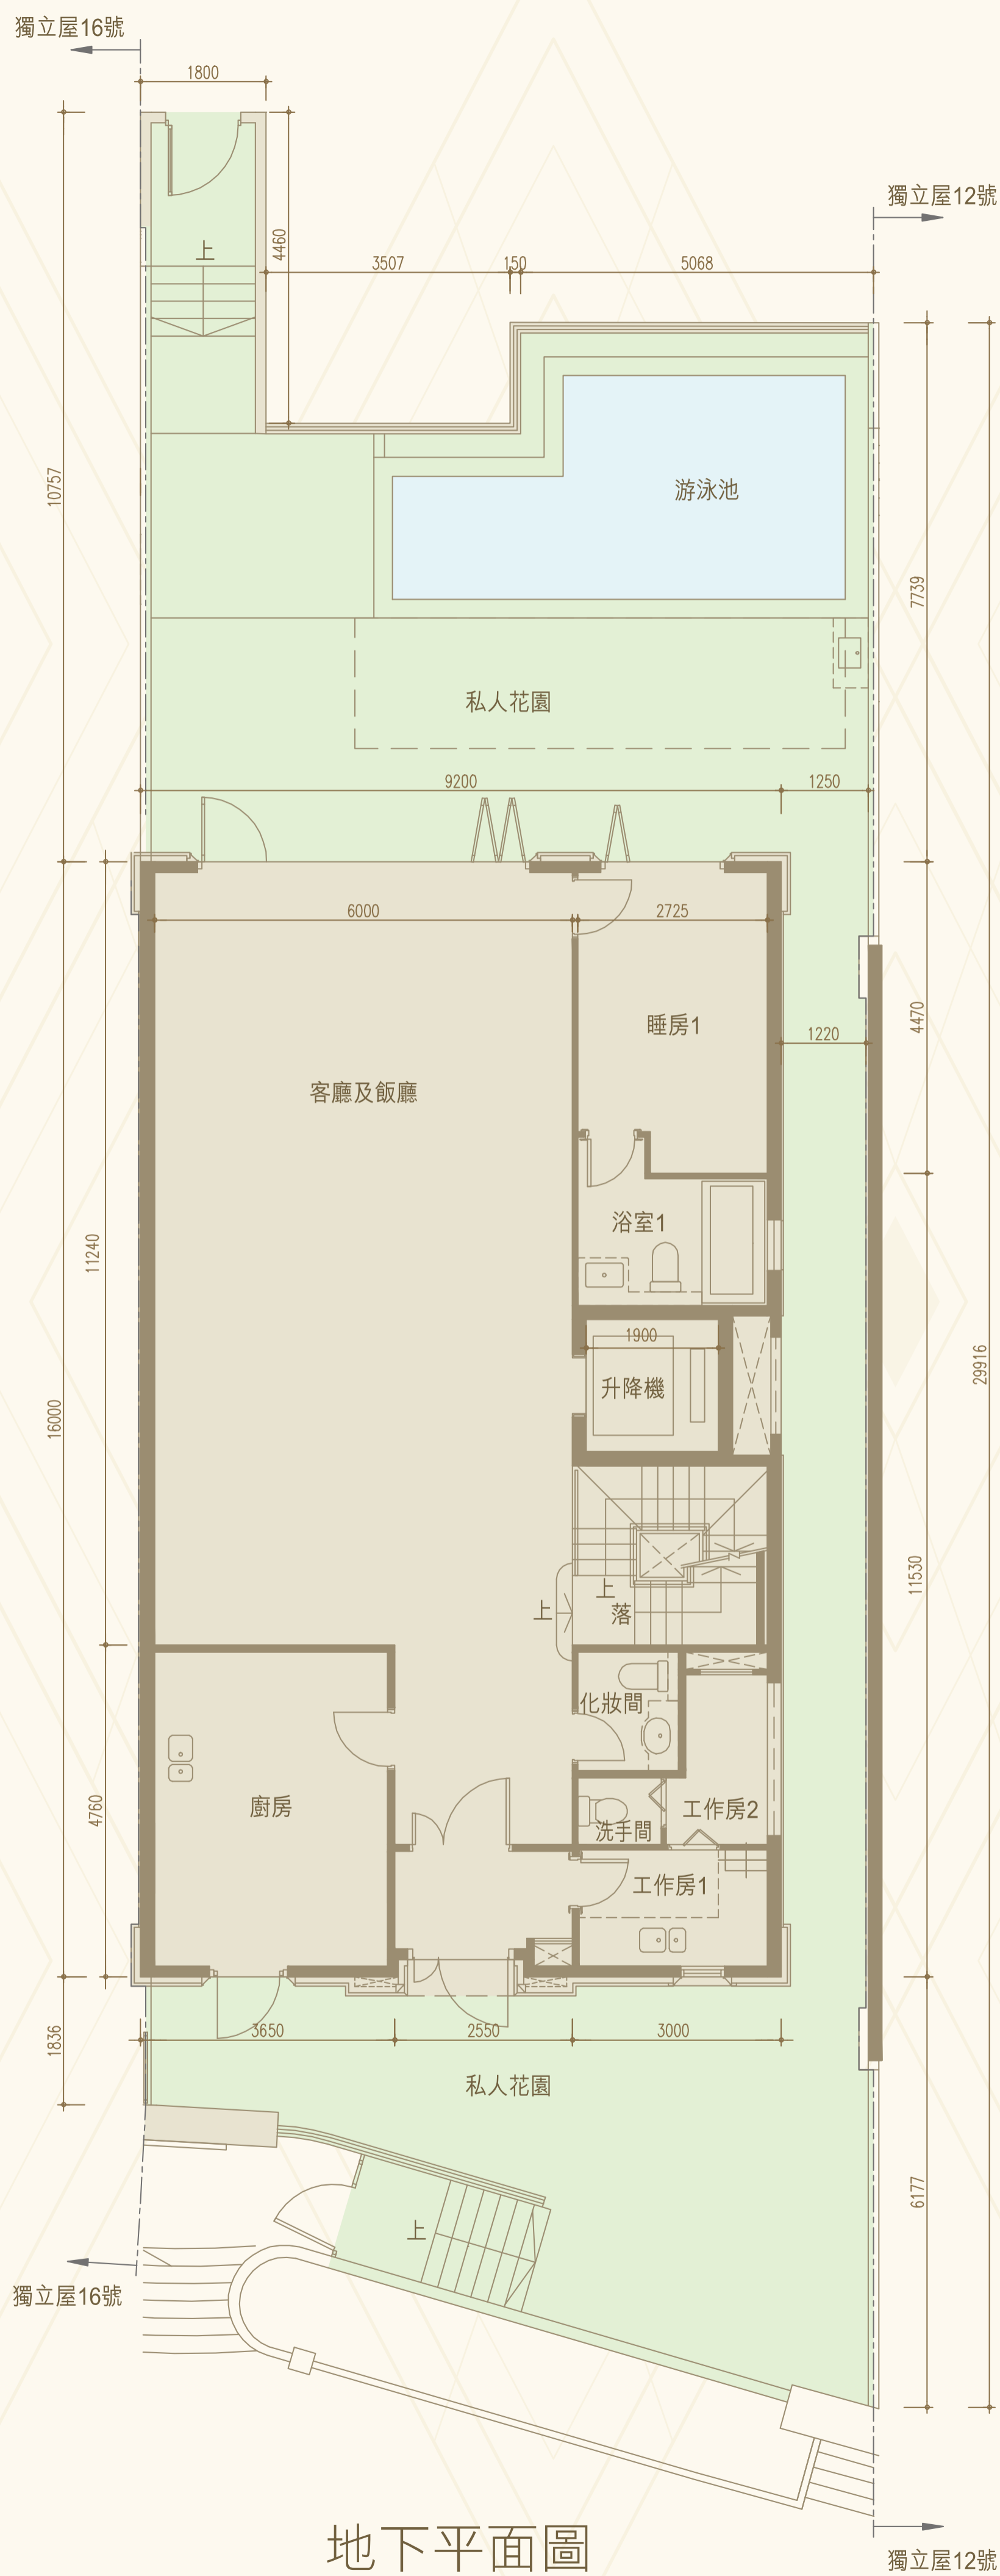 獨立屋16號
1800
獨立屋12號
4460
3507
150
5068
10757
游泳池
7739
私人花園
9200
1250
6000
2725
4470
睡房1
1220
客廳及飯廳
浴室1
11240
1900
升降機
29916
16000
11530
上
上
上
落
化妝間
廚房
工作房2
4760
洗手間
工作房1
1836
3650
2550
3000
私人花園
6177
上
獨立屋16號
地下平面圖
獨立屋12號